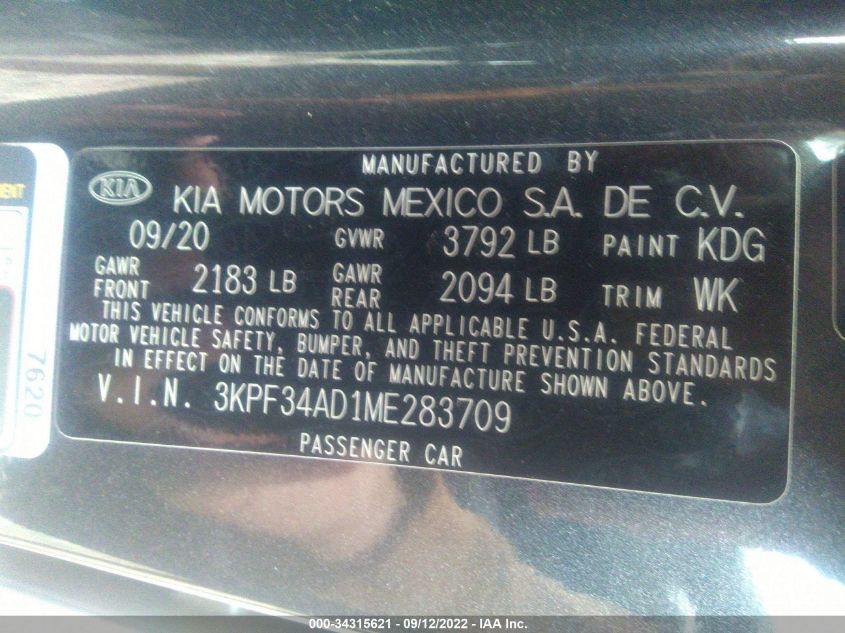 MANUFACTURED BY
KIA KIA MOTORS MEXICO S.A. DE C.V.
09/20 GVWR 3792 LB PAINT KDG
GAWR FRONT 2183 LB GAWR REAR 2094 LB TRIM WK
THIS VEHICLE CONFORMS TO ALL APPLICABLE U.S.A. FEDERAL
MOTOR VEHICLE SAFETY, BUMPER, AND THEFT PREVENTION STANDARDS
IN EFFECT ON THE DATE OF MANUFACTURE SHOWN ABOVE.
V.I.N. 3KPF34AD1ME283709
PASSENGER CAR
7620
000-34315621 - 09/12/2022 - IAA Inc.